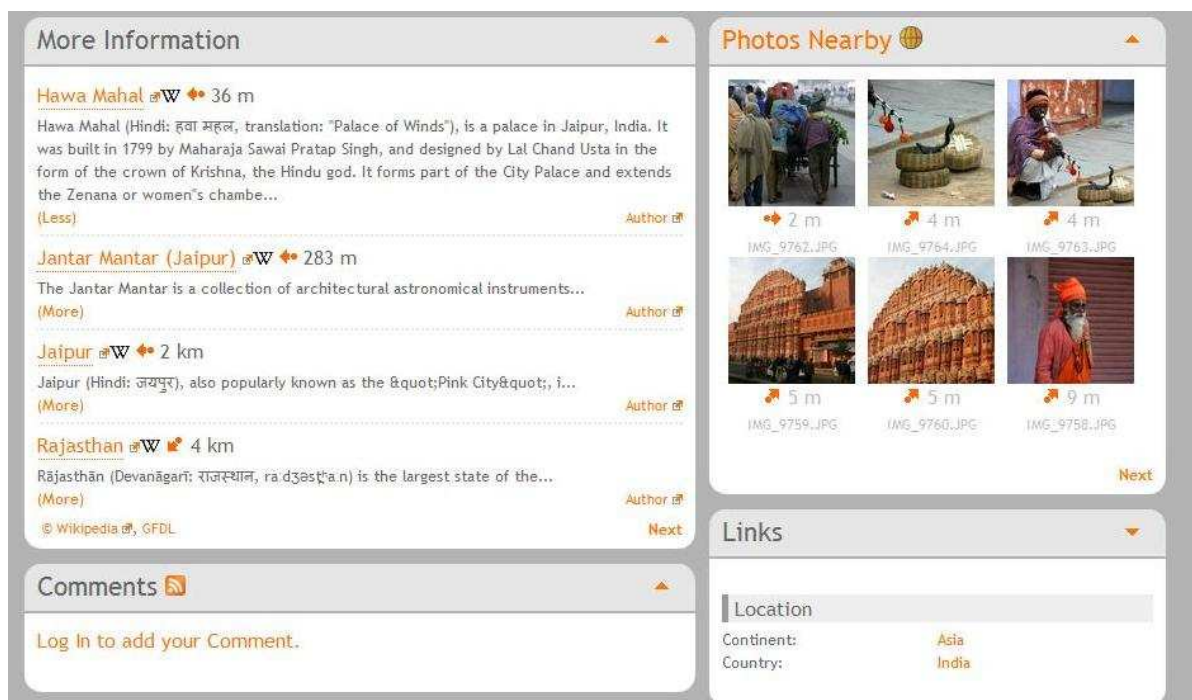 More Information
Hawa Mahal W 36 m
Hawa Mahal (Hindi: हवा महल, translation: "Palace of Winds"), is a palace in Jaipur, India. It
was built in 1799 by Maharaja Sawai Pratap Singh, and designed by Lal Chand Usta in the
form of the crown of Krishna, the Hindu god. It forms part of the City Palace and extends
the Zenana or women"s chambe...
(Less) Author
Jantar Mantar (Jaipur) W 283 m
The Jantar Mantar is a collection of architectural astronomical instruments...
(More) Author
Jaipur W 2 km
Jaipur (Hindi: जयपुर), also popularly known as the &quot;Pink City&quot;, i...
(More) Author
Rajasthan W 4 km
Rājasthān (Devanāgarī: राजस्थान, raːdʒəstʰaːn) is the largest state of the...
(More) Author
© Wikipedia, GFDL Next
Comments
Log In to add your Comment.
Photos Nearby
2 m 4 m 4 m
IMG_9762.JPG IMG_9764.JPG IMG_9763.JPG
5 m 5 m 9 m
IMG_9759.JPG IMG_9760.JPG IMG_9758.JPG
Next
Links
Location
Continent: Asia
Country: India